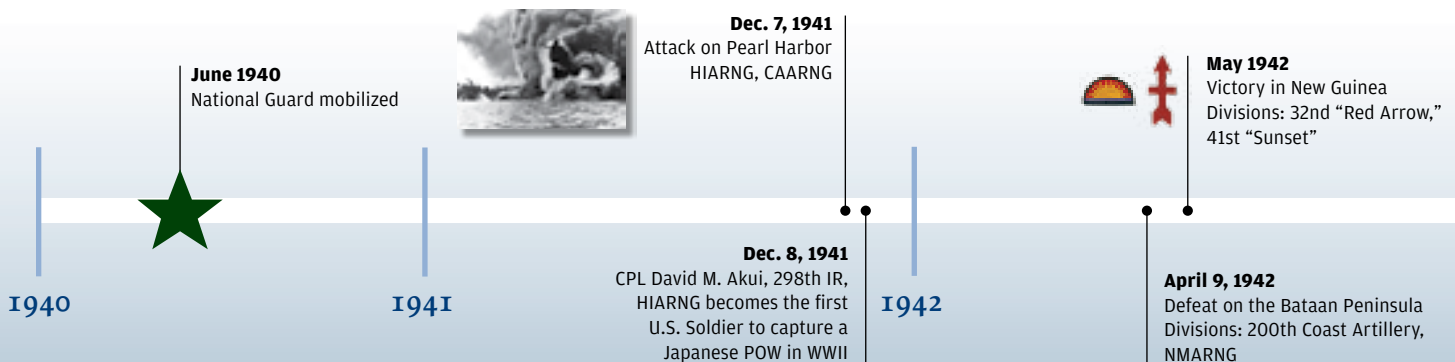 June 1940
National Guard mobilized
Dec. 7, 1941
Attack on Pearl Harbor
HIARNG, CAARNG
May 1942
Victory in New Guinea
Divisions: 32nd “Red Arrow,”
41st “Sunset”
1940
1941
Dec. 8, 1941
CPL David M. Akui, 298th IR,
HIARNG becomes the first
U.S. Soldier to capture a
Japanese POW in WWII
1942
April 9, 1942
Defeat on the Bataan Peninsula
Divisions: 200th Coast Artillery,
NMARNG